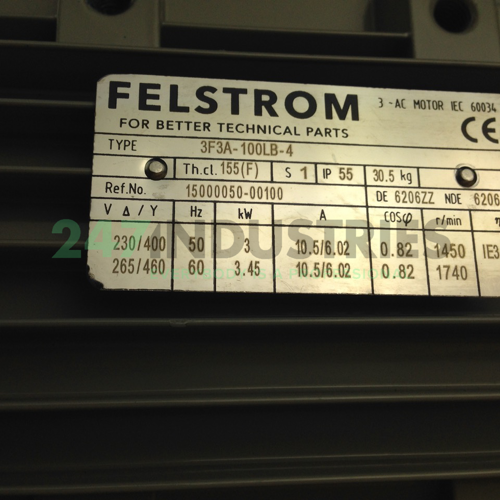 FELSTROM
3 -AC MOTOR IEC 60034
FOR BETTER TECHNICAL PARTS
CE
TYPE 3F3A-100LB-4
Th.cl. 155(F) S 1 IP 55 30.5 kg
Ref.No. 15000050-00100 DE 6206ZZ NDE 6206
V Δ / Y Hz kW A cosφ r/min η
230/400 50 3 10.5/6.02 0.82 1450 IE3
265/460 60 3.45 10.5/6.02 0.82 1740
247INDUSTRIES